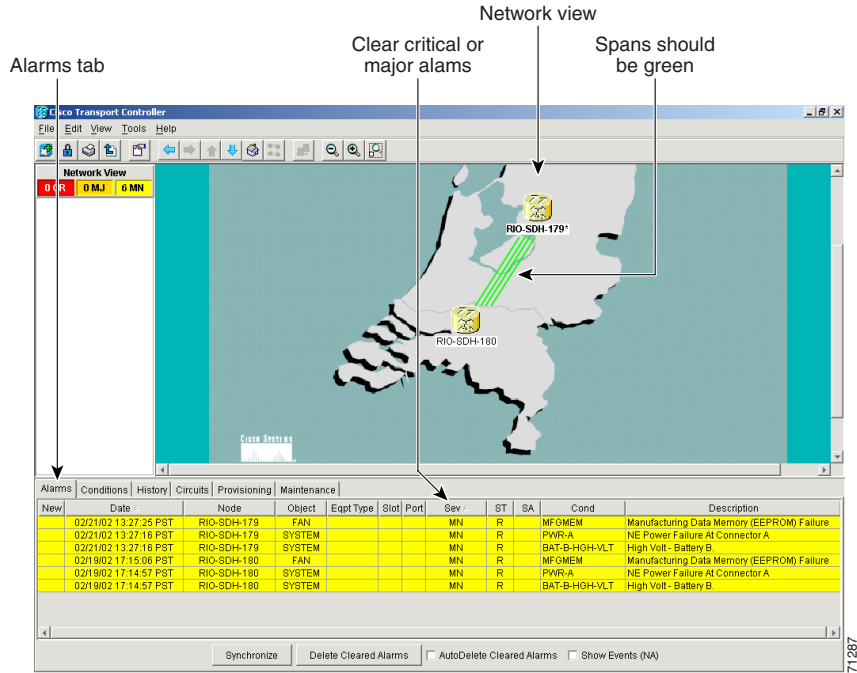 Network view
Clear critical or
major alams
Spans should
be green
Alarms tab
Cisco Transport Controller
File Edit View Tools Help
Network View
0 CR 0 MJ 6 MN
RIO-SDH-179*
RIO-SDH-180
CISCO SYSTEMS
Alarms Conditions History Circuits Provisioning Maintenance
New Date Node Object Eqpt Type Slot Port Sev ST SA Cond Description
02/21/02 13:27:25 PST RIO-SDH-179 FAN MN R MFGMEM Manufacturing Data Memory (EEPROM) Failure
02/21/02 13:27:16 PST RIO-SDH-179 SYSTEM MN R PWR-A NE Power Failure At Connector A
02/21/02 13:27:16 PST RIO-SDH-179 SYSTEM MN R BAT-B-HGH-VLT High Volt - Battery B.
02/19/02 17:15:06 PST RIO-SDH-180 FAN MN R MFGMEM Manufacturing Data Memory (EEPROM) Failure
02/19/02 17:14:57 PST RIO-SDH-180 SYSTEM MN R PWR-A NE Power Failure At Connector A
02/19/02 17:14:57 PST RIO-SDH-180 SYSTEM MN R BAT-B-HGH-VLT High Volt - Battery B.
Synchronize Delete Cleared Alarms AutoDelete Cleared Alarms Show Events (NA)
71287